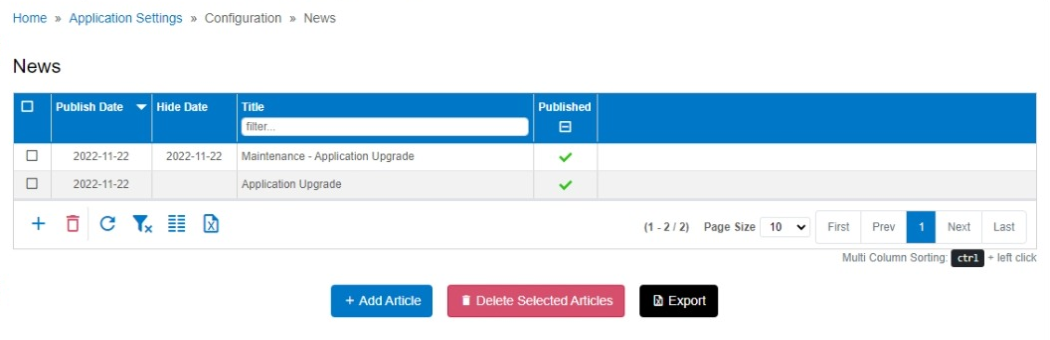 Home » Application Settings » Configuration » News
News
Publish Date Hide Date Title Published
filter...
2022-11-22 2022-11-22 Maintenance - Application Upgrade
2022-11-22 Application Upgrade
(1 - 2 / 2) Page Size 10 First Prev 1 Next Last
Multi Column Sorting: ctrl + left click
+ Add Article Delete Selected Articles Export